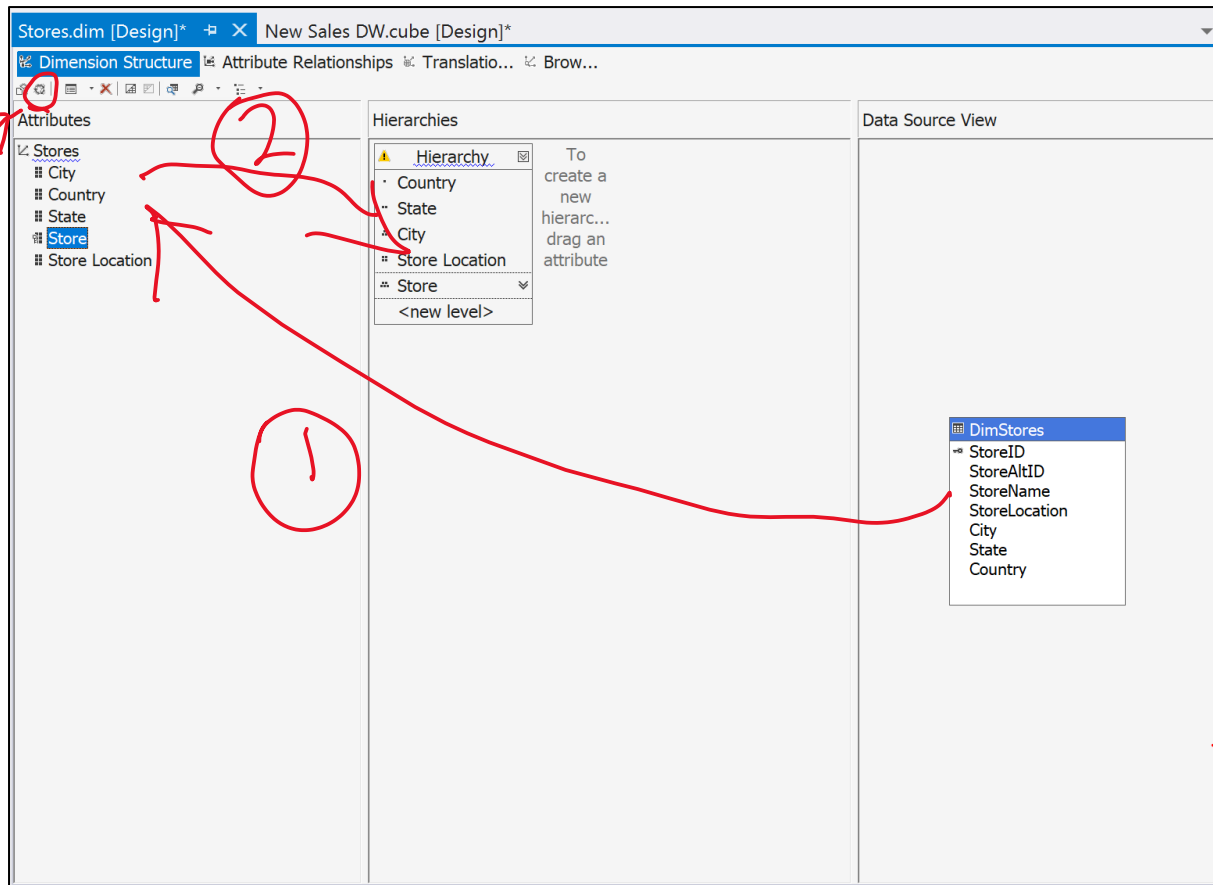 Stores.dim [Design]* New Sales DW.cube [Design]*
Dimension Structure Attribute Relationships Translatio... Brow...
Attributes
Stores
City
Country
State
Store
Store Location
2
1
Hierarchies
Hierarchy
Country
State
City
Store Location
Store
<new level>
To
create a
new
hierarc...
drag an
attribute
Data Source View
DimStores
StoreID
StoreAltID
StoreName
StoreLocation
City
State
Country